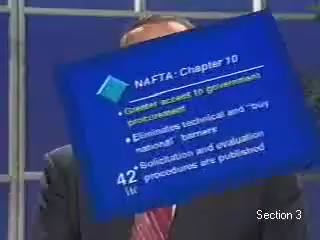 NAFTA: Chapter 10
• Greater access to government
procurement
• Eliminates technical and "buy
national" barriers
• Solicitation and evaluation
procedures are published
42
Section 3